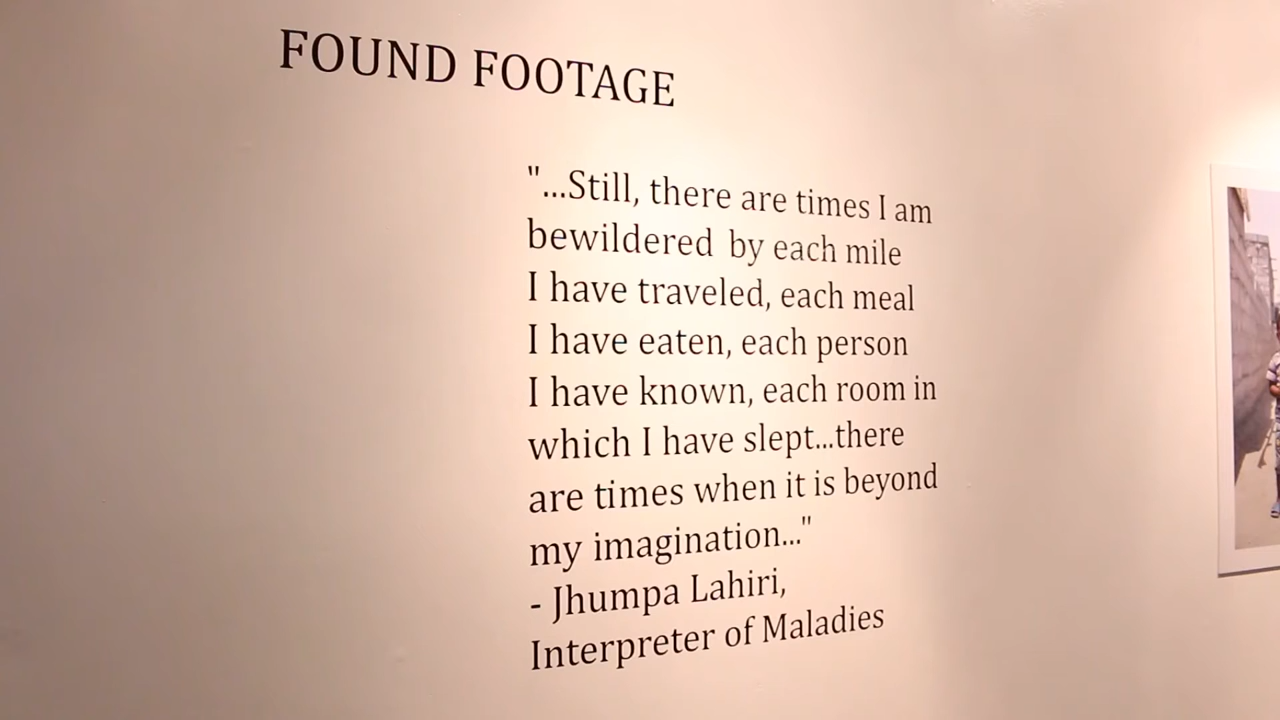 FOUND FOOTAGE
"...Still, there are times I am
bewildered by each mile
I have traveled, each meal
I have eaten, each person
I have known, each room in
which I have slept...there
are times when it is beyond
my imagination..."
- Jhumpa Lahiri,
Interpreter of Maladies